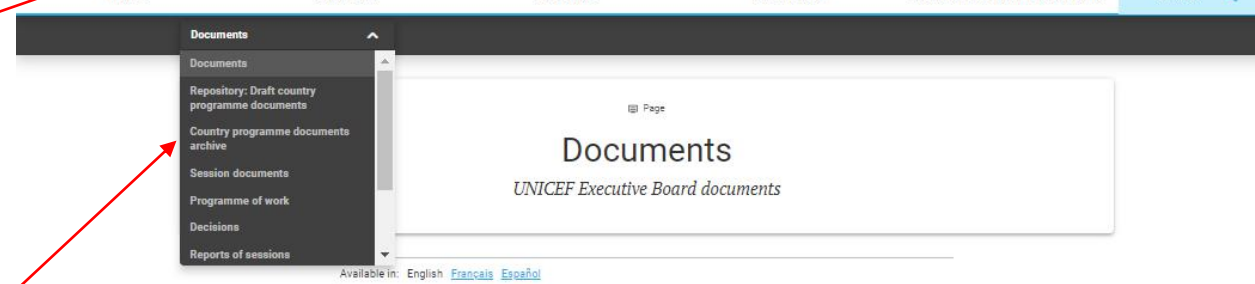 Documents
Documents
Repository: Draft country
programme documents
Country programme documents
archive
Session documents
Programme of work
Decisions
Reports of sessions
Page
Documents
UNICEF Executive Board documents
Available in: English Français Español